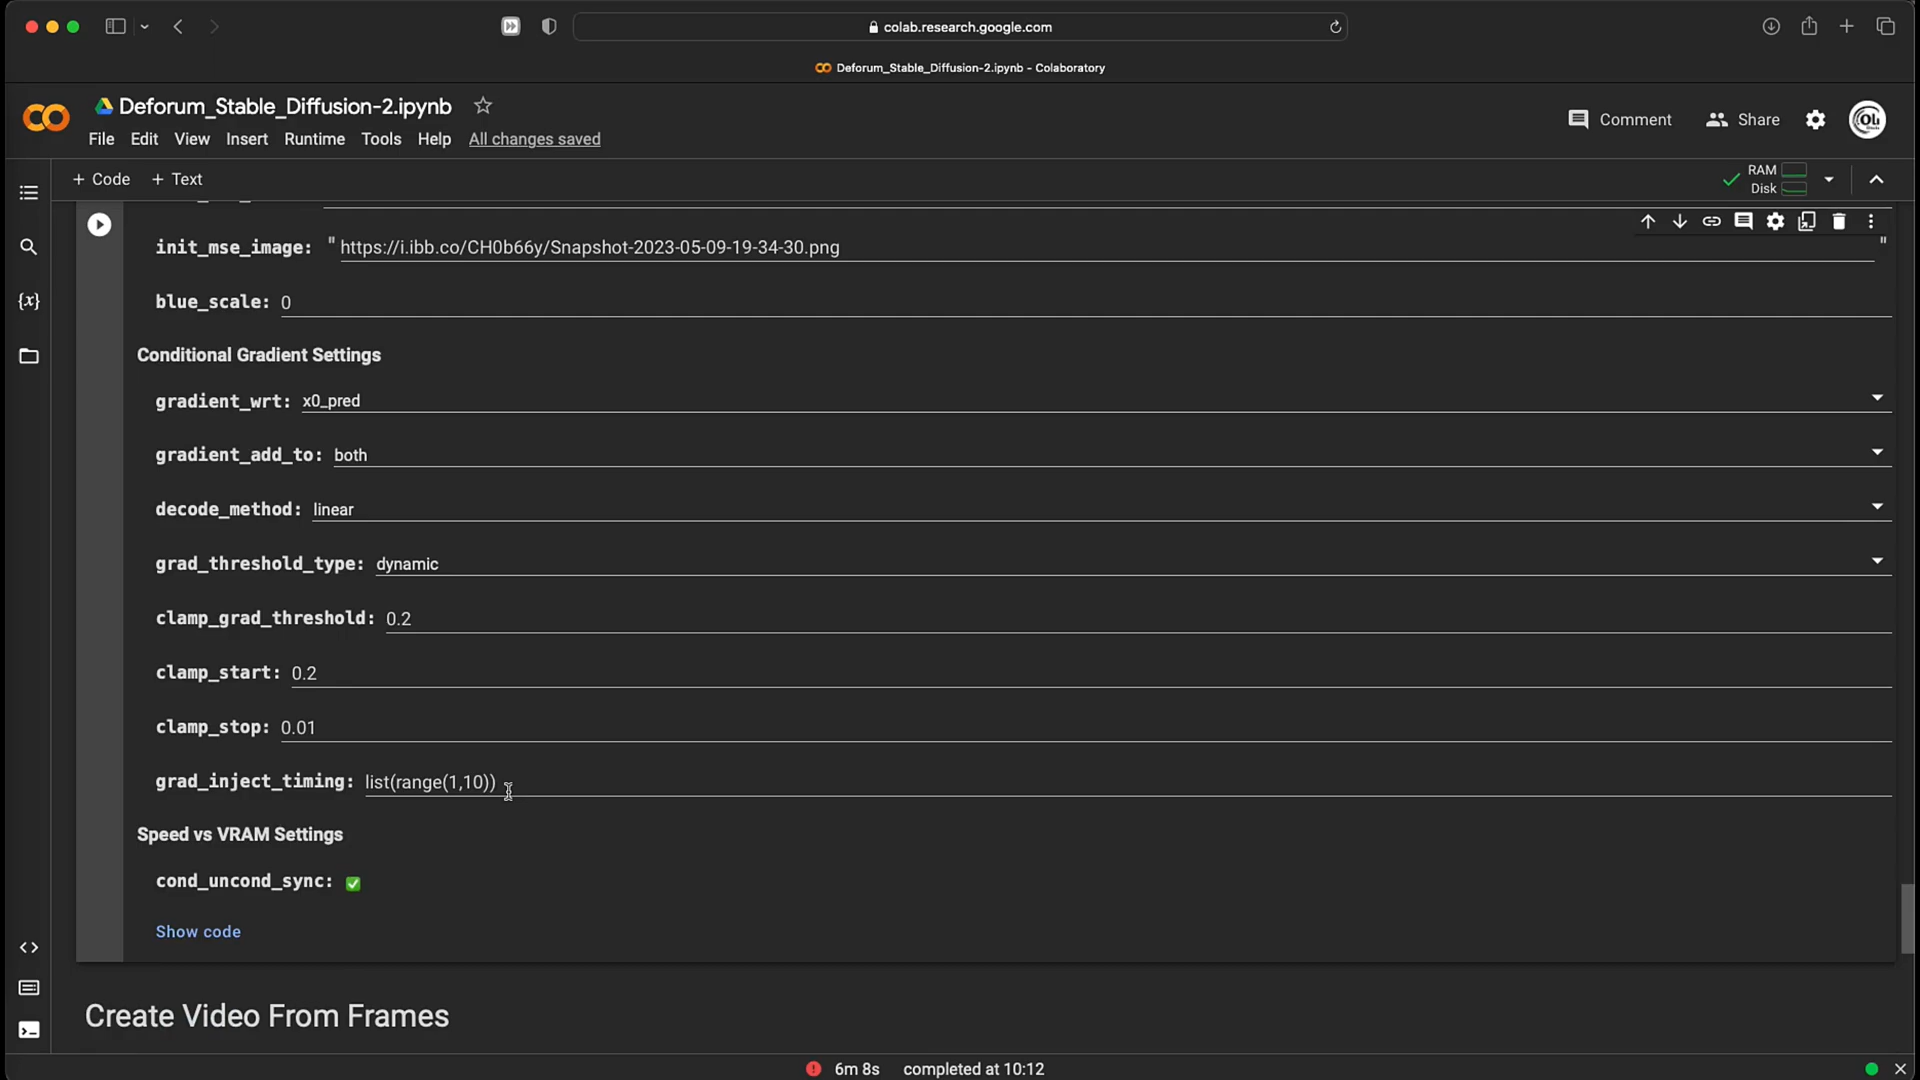 colab.research.google.com
Deforum_Stable_Diffusion-2.ipynb - Colaboratory
Deforum_Stable_Diffusion-2.ipynb
Comment
Share
File Edit View Insert Runtime Tools Help All changes saved
+ Code + Text
RAM
Disk
init_mse_image: " https://i.ibb.co/CH0b66y/Snapshot-2023-05-09-19-34-30.png "
blue_scale: 0
Conditional Gradient Settings
gradient_wrt: x0_pred
gradient_add_to: both
decode_method: linear
grad_threshold_type: dynamic
clamp_grad_threshold: 0.2
clamp_start: 0.2
clamp_stop: 0.01
grad_inject_timing: list(range(1,10))
Speed vs VRAM Settings
cond_uncond_sync:
Show code
Create Video From Frames
6m 8s completed at 10:12